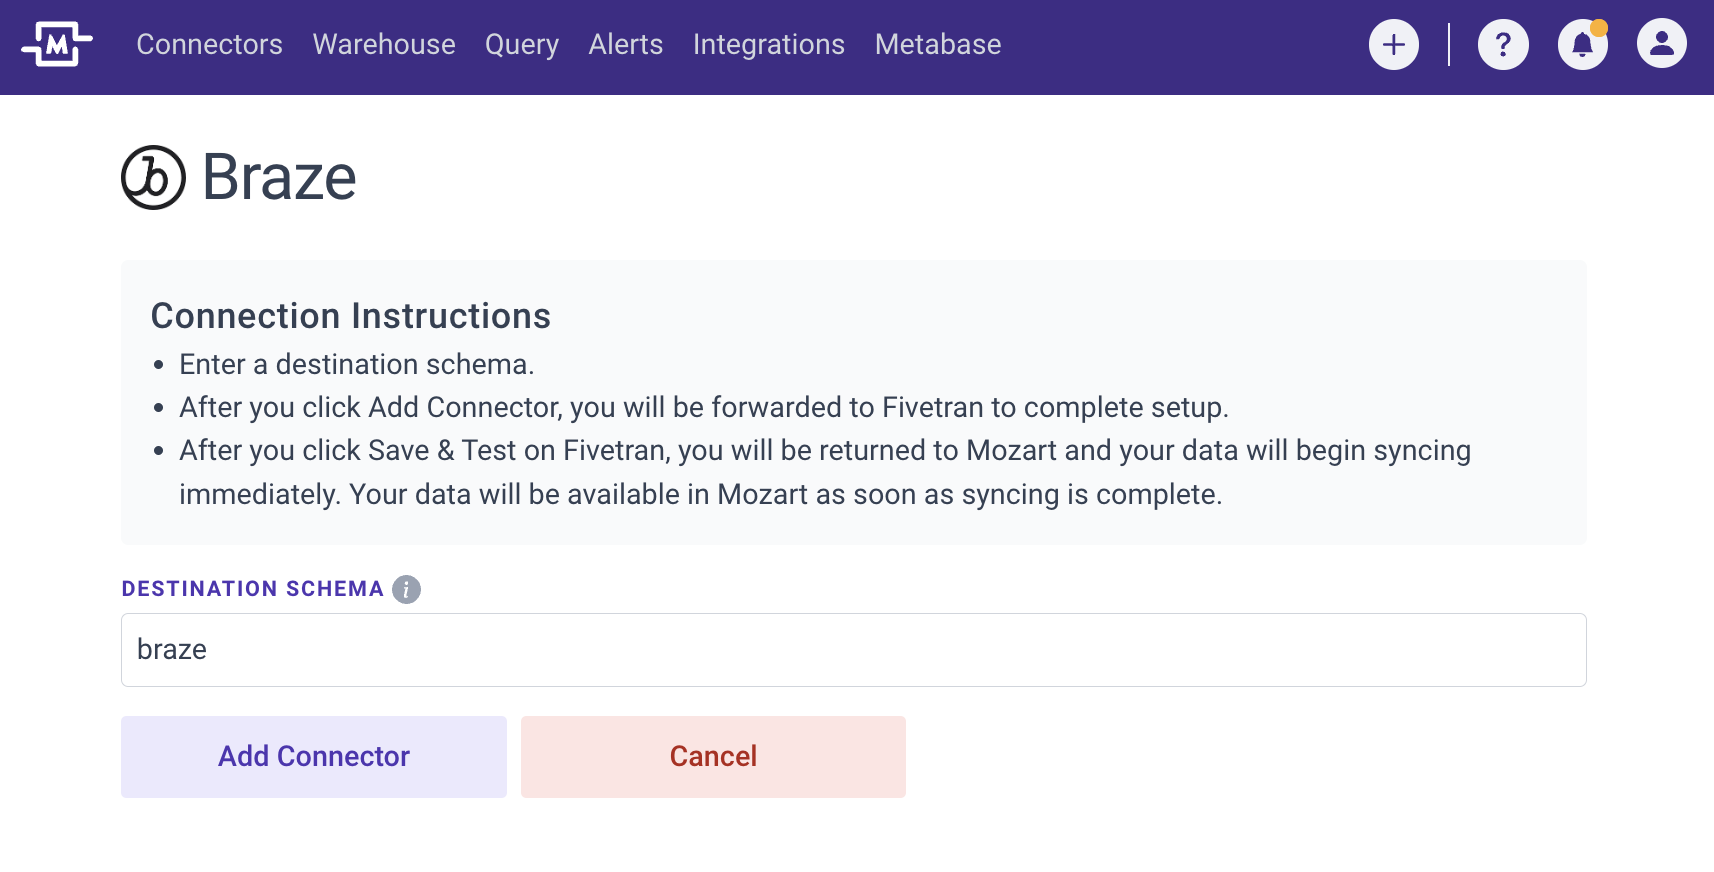 M Connectors Warehouse Query Alerts Integrations Metabase + ?
b Braze
Connection Instructions
• Enter a destination schema.
• After you click Add Connector, you will be forwarded to Fivetran to complete setup.
• After you click Save & Test on Fivetran, you will be returned to Mozart and your data will begin syncing
immediately. Your data will be available in Mozart as soon as syncing is complete.
DESTINATION SCHEMA i
braze
Add Connector Cancel